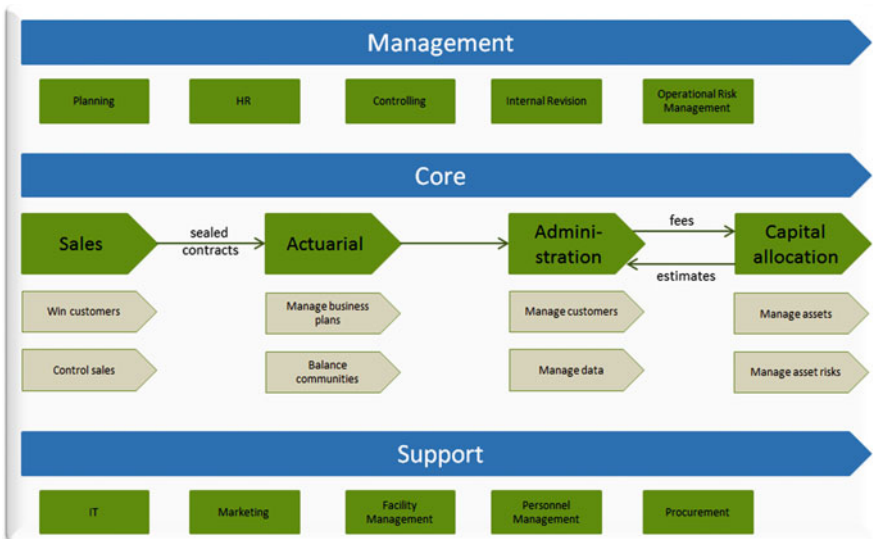 Management
Planning
HR
Controlling
Internal Revision
Operational Risk
Management
Core
Sales
sealed
contracts
Actuarial
Admini-
stration
fees
estimates
Capital
allocation
Win customers
Manage business
plans
Manage customers
Manage assets
Control sales
Balance
communities
Manage data
Manage asset risks
Support
IT
Marketing
Facility
Management
Personnel
Management
Procurement